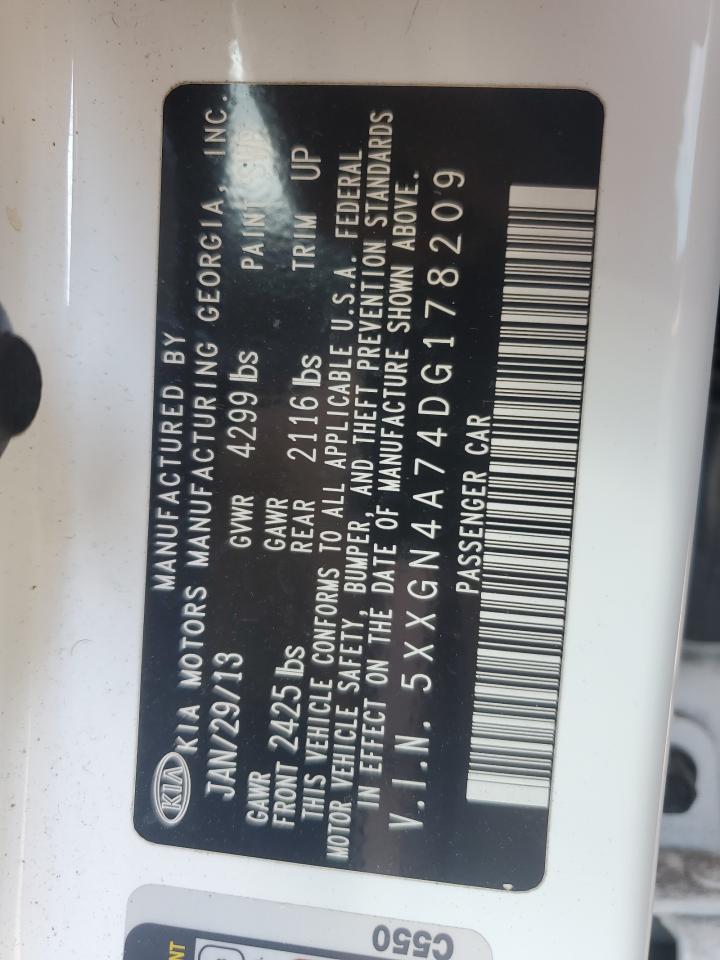 KIA
MANUFACTURED BY
KIA MOTORS MANUFACTURING GEORGIA, INC.
JAN/29/13 GVWR 4299 lbs PAINT
GAWR FRONT 2425 lbs GAWR REAR 2116 lbs TRIM UP
THIS VEHICLE CONFORMS TO ALL APPLICABLE U.S.A. FEDERAL
MOTOR VEHICLE SAFETY, BUMPER, AND THEFT PREVENTION STANDARDS
IN EFFECT ON THE DATE OF MANUFACTURE SHOWN ABOVE.
V.I.N. 5XXGN4A74DG178209
PASSENGER CAR
C550